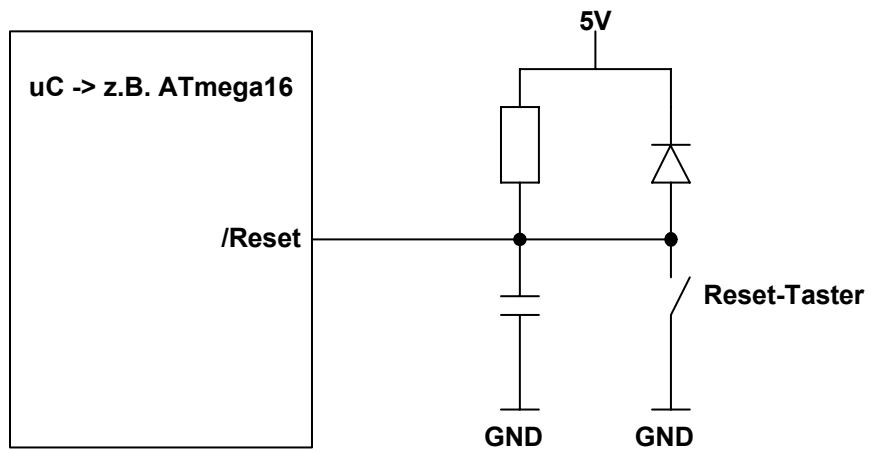 5V
uC -> z.B. ATmega16
/Reset
Reset-Taster
GND
GND